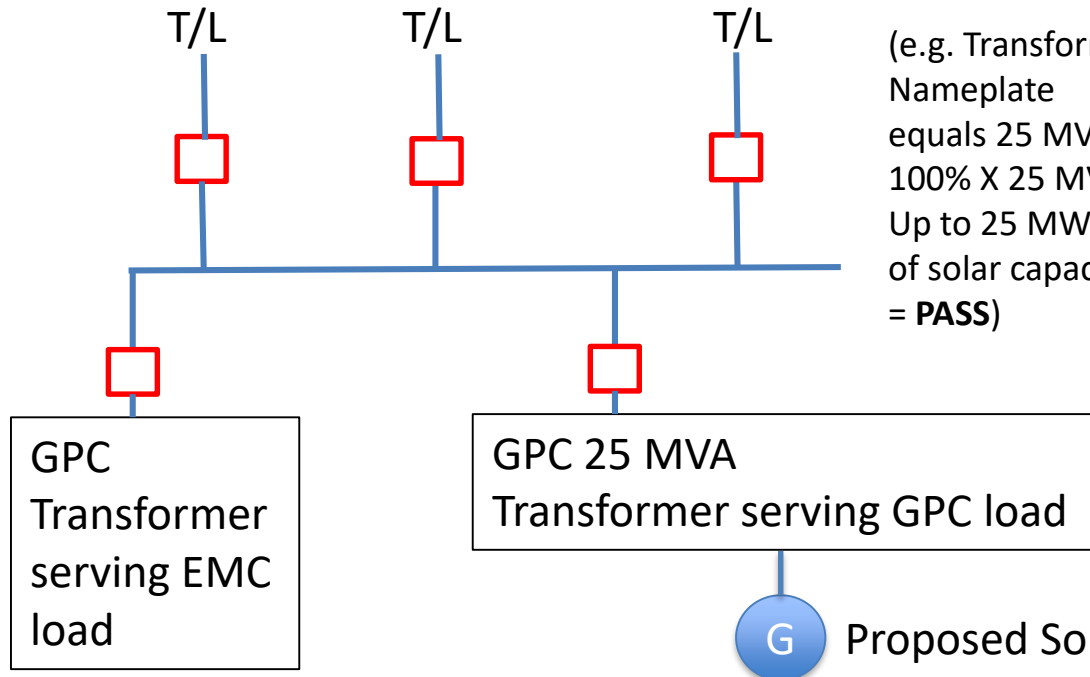 T/L
T/L
T/L
(e.g. Transfor
Nameplate
equals 25 MV
100% X 25 MV
Up to 25 MW
of solar capac
= PASS)
GPC
Transformer
serving EMC
load
GPC 25 MVA
Transformer serving GPC load
G
Proposed So